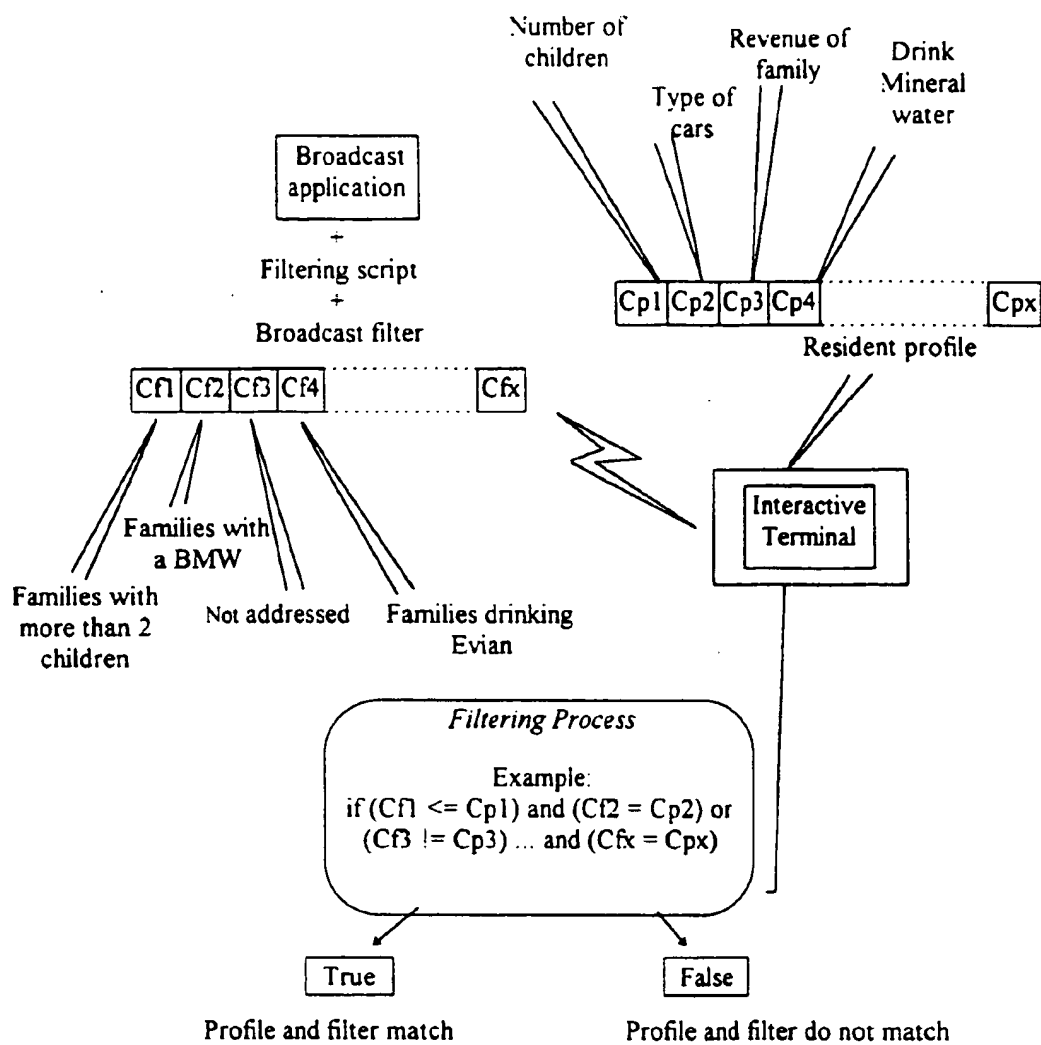 Number of
children
Revenue of
family
Drink
Mineral
water
Type of
cars
Broadcast
application
+
Filtering script
+
Broadcast filter
Cp1 Cp2 Cp3 Cp4 Cpx
Resident profile
Cf1 Cf2 Cf3 Cf4 Cfx
Interactive
Terminal
Families with
a BMW
Families with
more than 2
children
Not addressed
Families drinking
Evian
Filtering Process
Example:
if (Cf1 <= Cp1) and (Cf2 = Cp2) or
(Cf3 != Cp3) ... and (Cfx = Cpx)
True
False
Profile and filter match
Profile and filter do not match